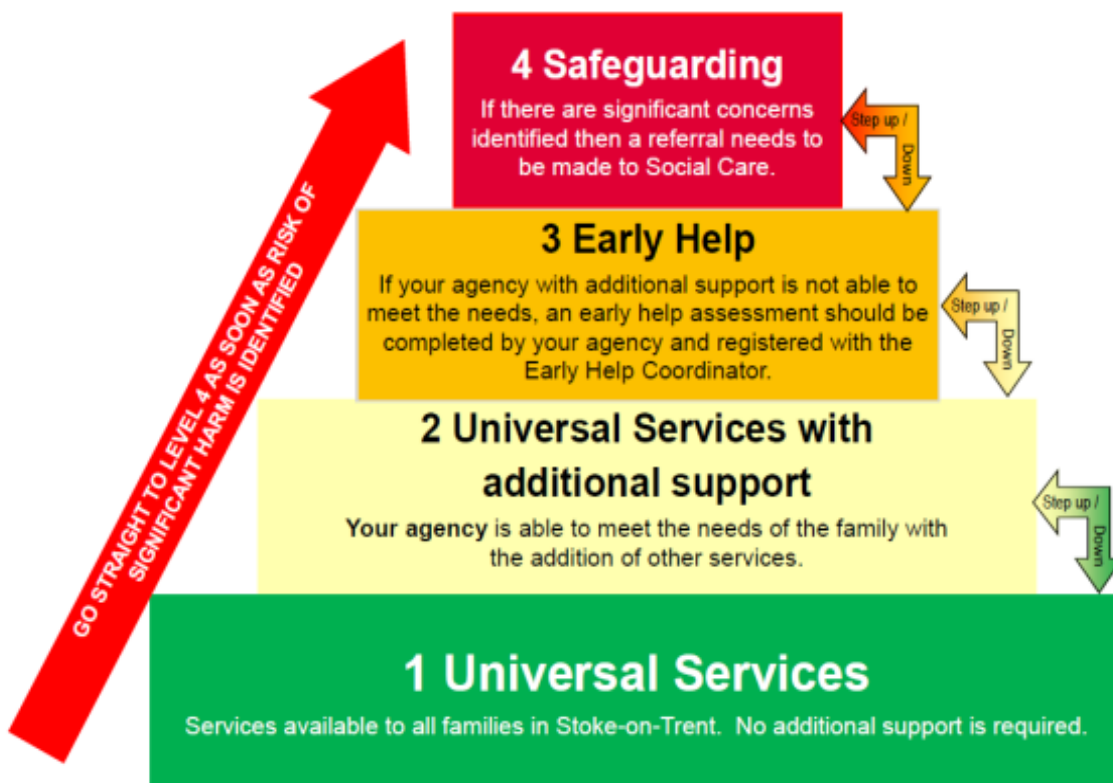 4 Safeguarding
If there are significant concerns
identified then a referral needs to
be made to Social Care.
Step up /
Down
3 Early Help
If your agency with additional support is not able to
meet the needs, an early help assessment should be
completed by your agency and registered with the
Early Help Coordinator.
Step up /
Down
2 Universal Services with
additional support
Your agency is able to meet the needs of the family with
the addition of other services.
Step up /
Down
1 Universal Services
Services available to all families in Stoke-on-Trent. No additional support is required.
GO STRAIGHT TO LEVEL 4 AS SOON AS RISK OF
SIGNIFICANT HARM IS IDENTIFIED